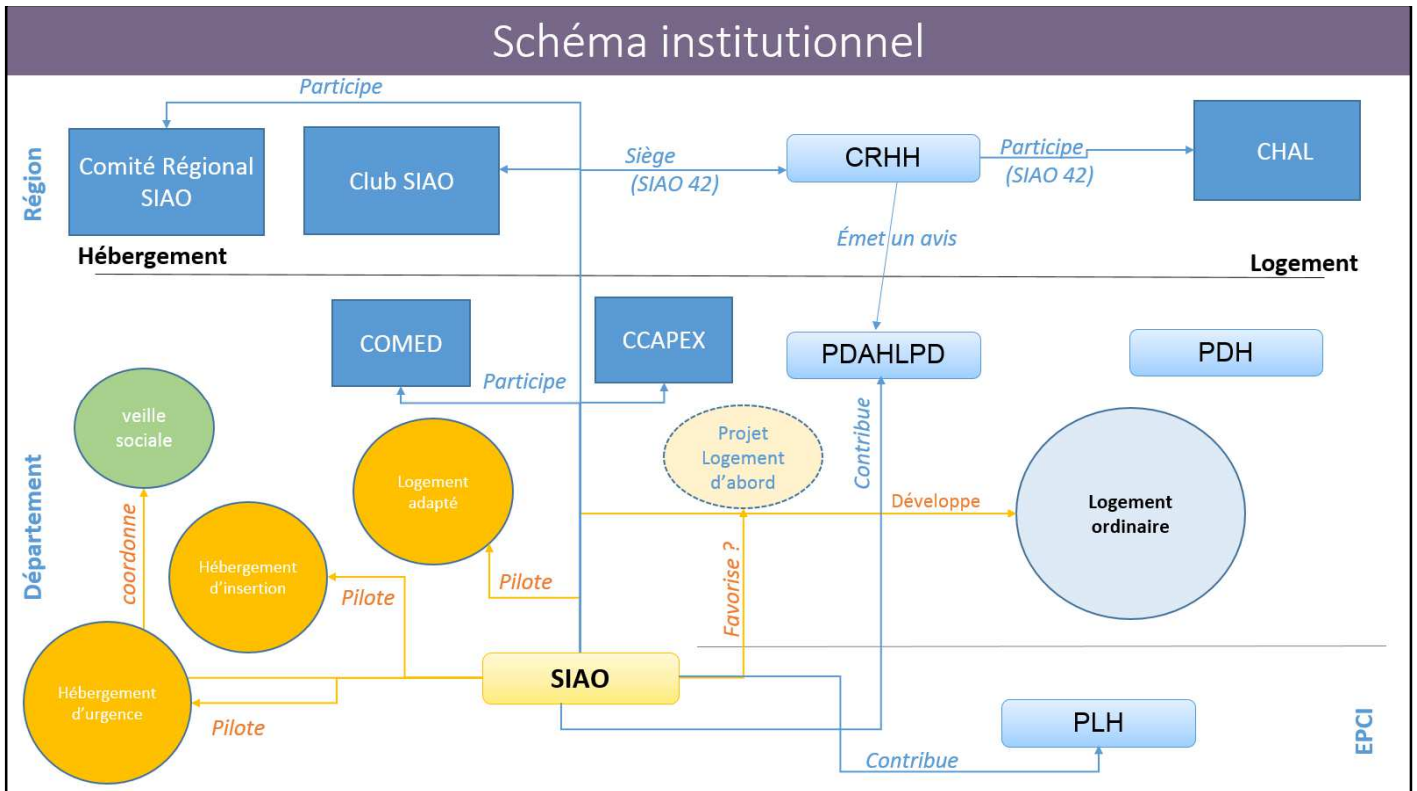 Schéma institutionnel
Participe
Région
Comité Régional
SIAO
Club SIAO
Siège
(SIAO 42)
CRHH
Participe
(SIAO 42)
CHAL
Émet un avis
Hébergement
Logement
Département
COMED
CCAPEX
Participe
PDAHLPD
PDH
veille
sociale
Logement
adapté
Projet
Logement
d'abord
Contribue
Développe
Logement
ordinaire
coordonne
Hébergement
d'insertion
Pilote
Pilote
Favorise ?
Hébergement
d'urgence
Pilote
SIAO
PLH
EPCI
Contribue